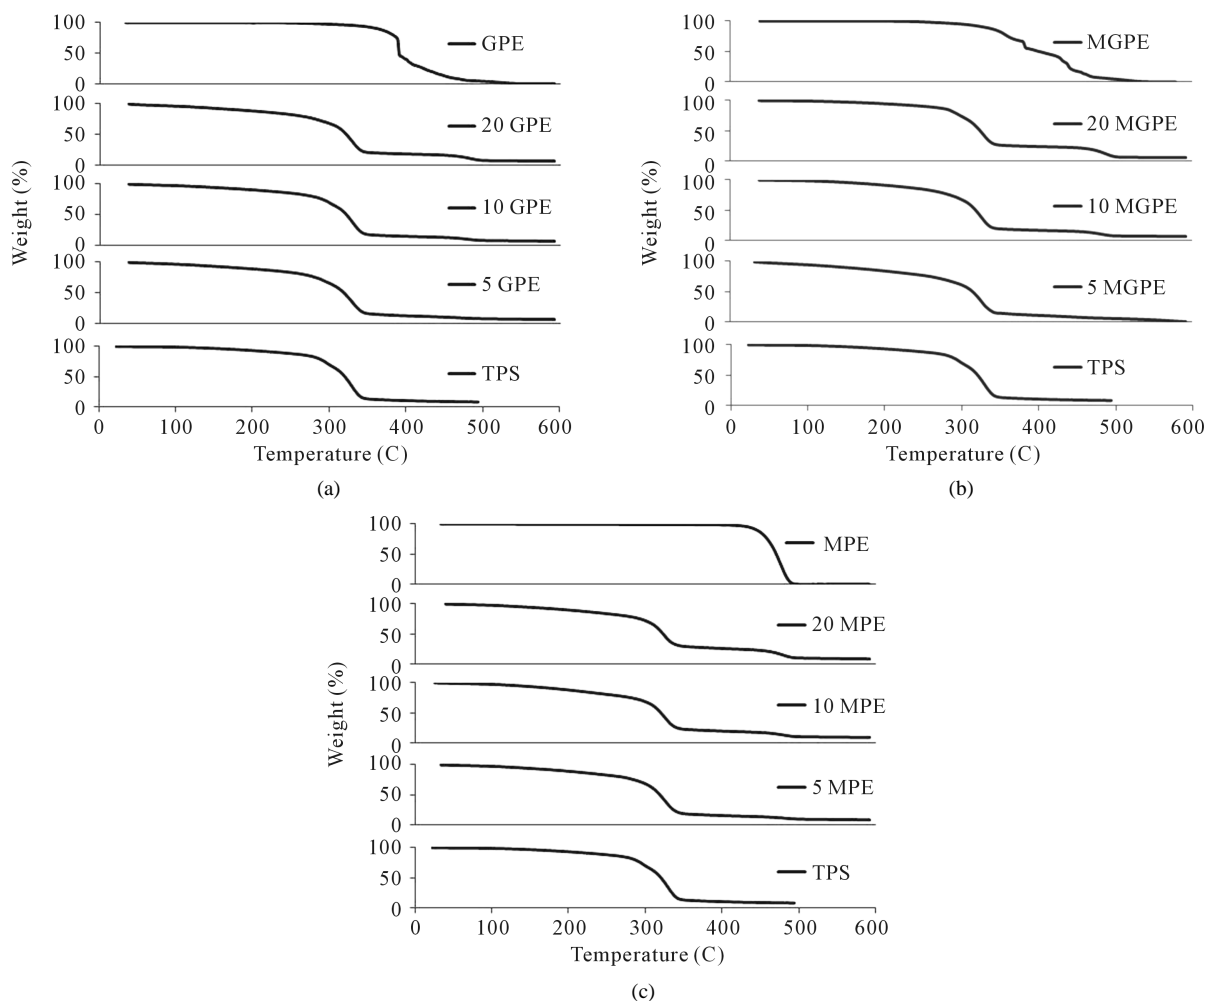 100
50
0
GPE
100
50
0
20 GPE
100
50
0
10 GPE
100
50
0
5 GPE
100
50
0
TPS
Weight (%)
0 100 200 300 400 500 600
Temperature (C)
(a)
100
50
0
MGPE
100
50
0
20 MGPE
100
50
0
10 MGPE
100
50
0
5 MGPE
100
50
0
TPS
Weight (%)
0 100 200 300 400 500 600
Temperature (C)
(b)
100
50
0
MPE
100
50
0
20 MPE
100
50
0
10 MPE
100
50
0
5 MPE
100
50
0
TPS
Weight (%)
0 100 200 300 400 500 600
Temperature (C)
(c)